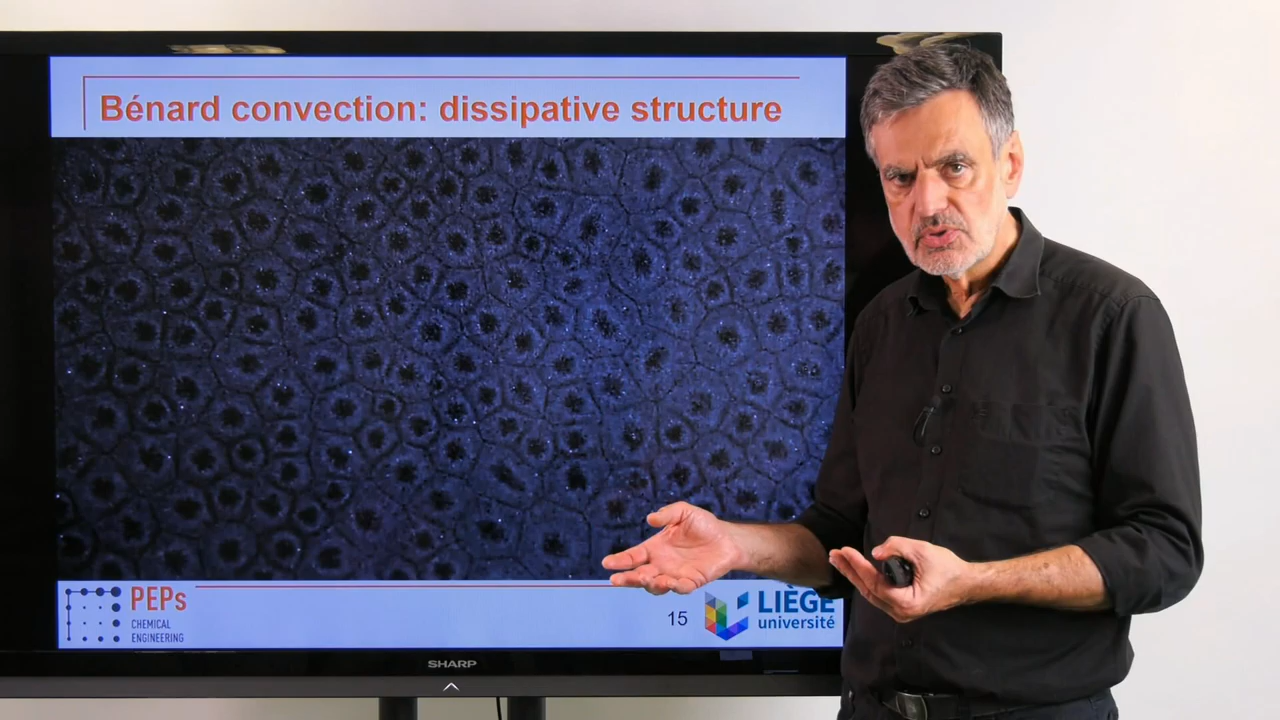 Bénard convection: dissipative structure
PEPs
CHEMICAL
ENGINEERING
15
LIÈGE
université
SHARP